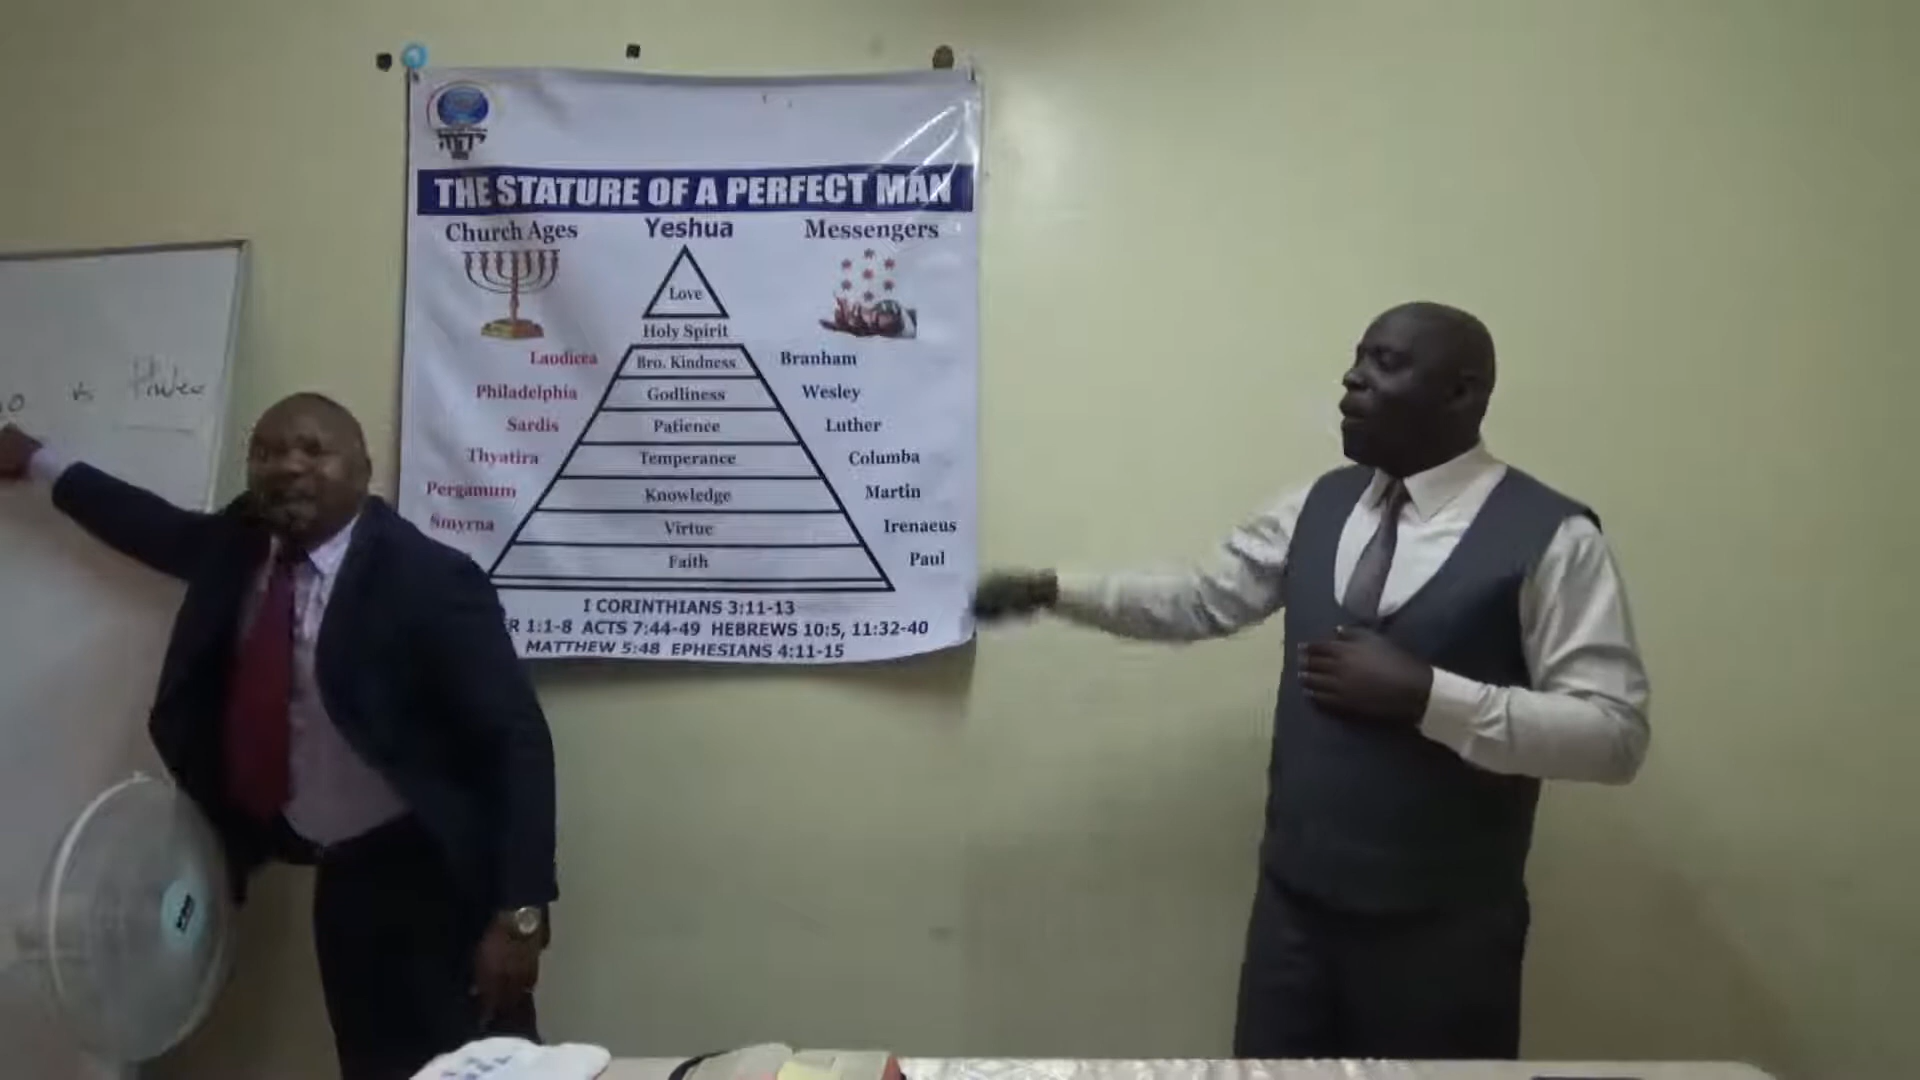 יהוה
THE STATURE OF A PERFECT MAN
Church Ages Yeshua Messengers
Love
Holy Spirit
Laodicea Bro. Kindness Branham
Philadelphia Godliness Wesley
Sardis Patience Luther
Thyatira Temperance Columba
Pergamum Knowledge Martin
Smyrna Virtue Irenaeus
Faith Paul
I CORINTHIANS 3:11-13
1:1-8 ACTS 7:44-49 HEBREWS 10:5, 11:32-40
MATTHEW 5:48 EPHESIANS 4:11-15
vs